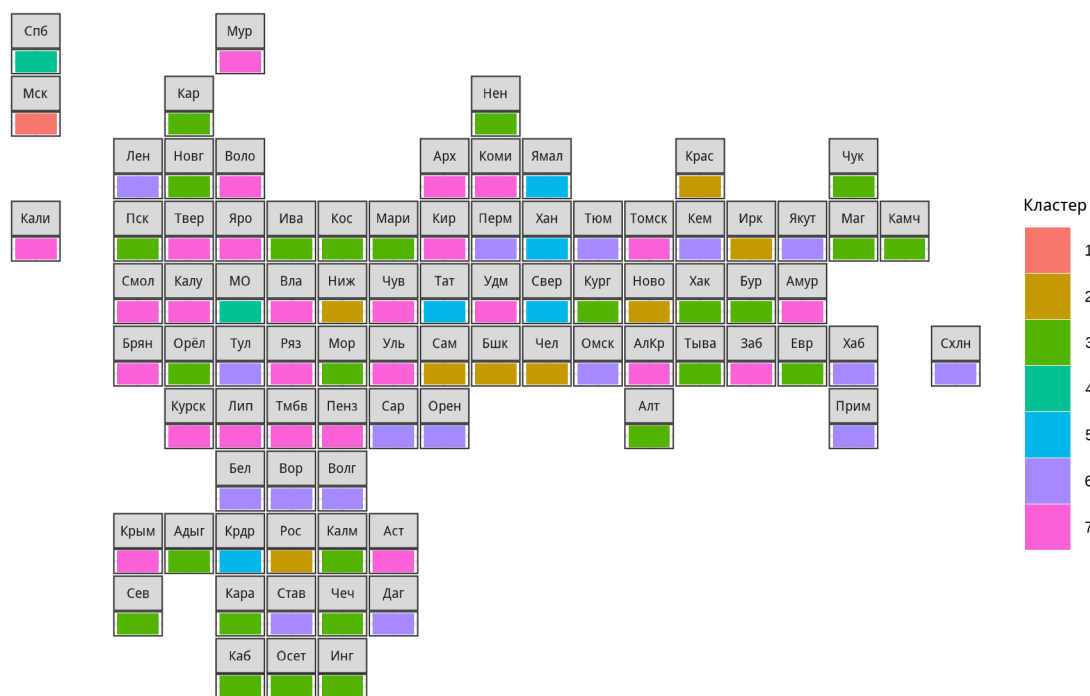 Спб Мур
Мск Кар Нен
Лен Новг Воло Арх Коми Ямал Крас Чук
Кали Пск Твер Яро Ива Кос Мари Кир Перм Хан Тюм Томск Кем Ирк Якут Маг Камч
Смол Калу МО Вла Ниж Чув Тат Удм Свер Кург Ново Хак Бур Амур
Брян Орёл Тул Ряз Мор Уль Сам Бшк Чел Омск АлКр Тыва Заб Евр Хаб Схлн
Курск Лип Тмбв Пенз Сар Орен Алт Прим
Бел Вор Волг
Крым Адыг Крдр Рос Калм Аст
Сев Кара Став Чеч Даг
Каб Осет Инг
Кластер
1
2
3
4
5
6
7